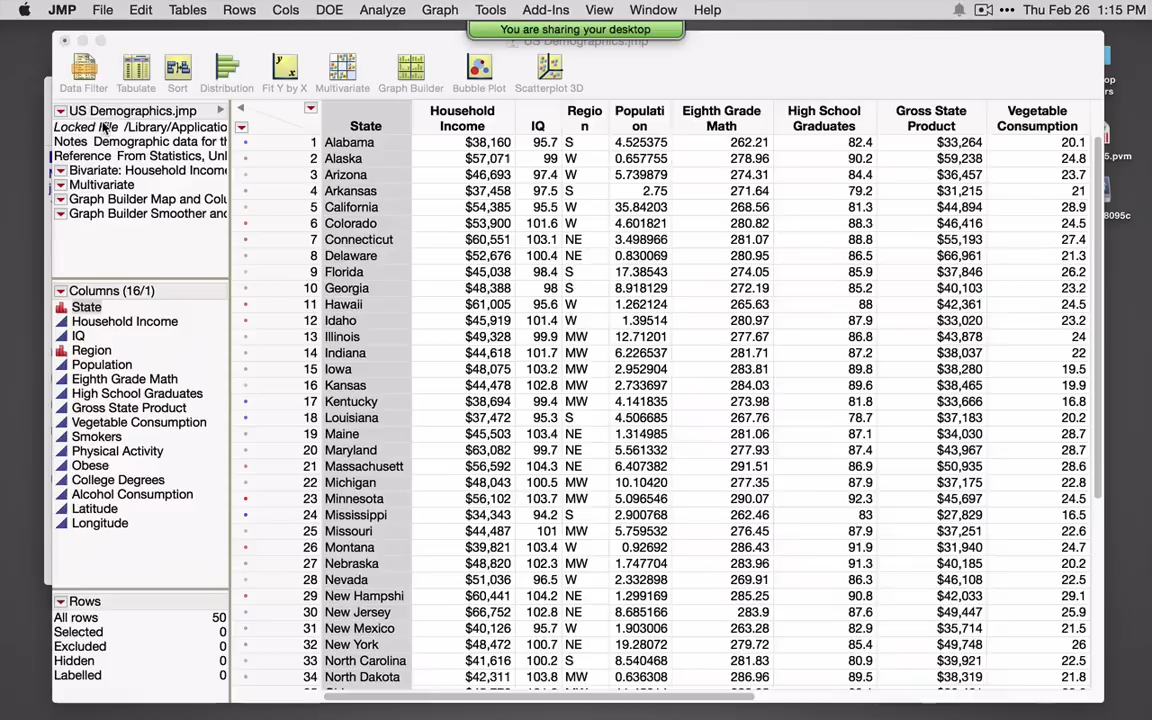 JMP File Edit Tables Rows Cols DOE Analyze Graph Tools Add-Ins View Window Help Thu Feb 26 1:15 PM
You are sharing your desktop
US Demographics.jmp
Data Filter Tabulate Sort Distribution Fit Y by X Multivariate Graph Builder Bubble Plot Scatterplot 3D
US Demographics.jmp
Locked File /Library/Applicatio
Notes Demographic data for th
Reference From Statistics, Unl
Bivariate: Household Income
Multivariate
Graph Builder Map and Colu
Graph Builder Smoother and
Columns (16/1)
State
Household Income
IQ
Region
Population
Eighth Grade Math
High School Graduates
Gross State Product
Vegetable Consumption
Smokers
Physical Activity
Obese
College Degrees
Alcohol Consumption
Latitude
Longitude
Rows
All rows 50
Selected 0
Excluded 0
Hidden 0
Labelled 0
Household Regio Populati Eighth Grade High School Gross State Vegetable
State Income IQ n on Math Graduates Product Consumption
1 Alabama $38,160 95.7 S 4.525375 262.21 82.4 $33,264 20.1
2 Alaska $57,071 99 W 0.657755 278.96 90.2 $59,238 24.8
3 Arizona $46,693 97.4 W 5.739879 274.31 84.4 $36,457 23.7
4 Arkansas $37,458 97.5 S 2.75 271.64 79.2 $31,215 21
5 California $54,385 95.5 W 35.84203 268.56 81.3 $44,894 28.9
6 Colorado $53,900 101.6 W 4.601821 280.82 88.3 $46,416 24.5
7 Connecticut $60,551 103.1 NE 3.498966 281.07 88.8 $55,193 27.4
8 Delaware $52,676 100.4 NE 0.830069 280.95 86.5 $66,961 21.3
9 Florida $45,038 98.4 S 17.38543 274.05 85.9 $37,846 26.2
10 Georgia $48,388 98 S 8.918129 272.19 85.2 $40,103 23.2
11 Hawaii $61,005 95.6 W 1.262124 265.63 88 $42,361 24.5
12 Idaho $45,919 101.4 W 1.39514 280.97 87.9 $33,020 23.2
13 Illinois $49,328 99.9 MW 12.71201 277.67 86.8 $43,878 24
14 Indiana $44,618 101.7 MW 6.226537 281.71 87.2 $38,037 22
15 Iowa $48,075 103.2 MW 2.952904 283.81 89.8 $38,280 19.5
16 Kansas $44,478 102.8 MW 2.733697 284.03 89.6 $38,465 19.9
17 Kentucky $38,694 99.4 MW 4.141835 273.98 81.8 $33,666 16.8
18 Louisiana $37,472 95.3 S 4.506685 267.76 78.7 $37,183 20.2
19 Maine $45,503 103.4 NE 1.314985 281.06 87.1 $34,030 28.7
20 Maryland $63,082 99.7 NE 5.561332 277.93 87.4 $43,967 28.7
21 Massachusett $56,592 104.3 NE 6.407382 291.51 86.9 $50,935 28.6
22 Michigan $48,043 100.5 MW 10.10420 277.35 87.9 $37,175 22.8
23 Minnesota $56,102 103.7 MW 5.096546 290.07 92.3 $45,697 24.5
24 Mississippi $34,343 94.2 S 2.900768 262.46 83 $27,829 16.5
25 Missouri $44,487 101 MW 5.759532 276.45 87.9 $37,251 22.6
26 Montana $39,821 103.4 W 0.92692 286.43 91.9 $31,940 24.7
27 Nebraska $48,820 102.3 MW 1.747704 283.96 91.3 $40,185 20.2
28 Nevada $51,036 96.5 W 2.332898 269.91 86.3 $46,108 22.5
29 New Hampshi $60,441 104.2 NE 1.299169 285.25 90.8 $42,033 29.1
30 New Jersey $66,752 102.8 NE 8.685166 283.9 87.6 $49,447 25.9
31 New Mexico $40,126 95.7 W 1.903006 263.28 82.9 $35,714 21.5
32 New York $48,472 100.7 NE 19.28072 279.72 85.4 $49,748 26
33 North Carolina $41,616 100.2 S 8.540468 281.83 80.9 $39,921 22.5
34 North Dakota $42,311 103.8 MW 0.636308 286.96 89.5 $38,319 21.8
op
rs
5.pvm
8095c